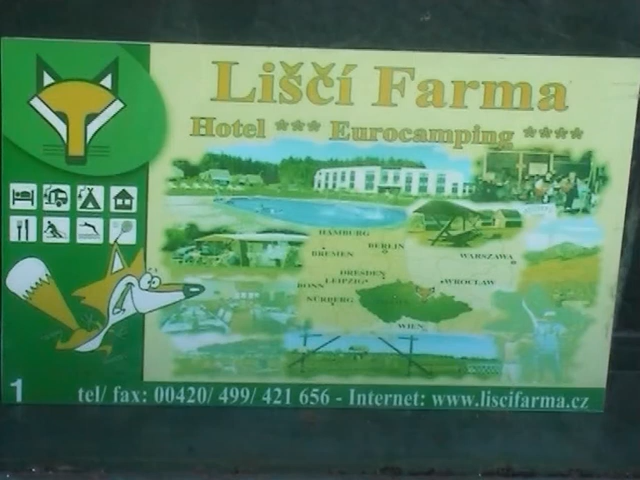 Liščí Farma
Hotel *** Eurocamping ****
HAMBURG
BREMEN
BERLIN
WARSZAWA
DRESDEN
LEIPZIG
BONN
WROCŁAW
NÜRBERG
WIEN
1
tel/ fax: 00420/ 499/ 421 656 - Internet: www.liscifarma.cz